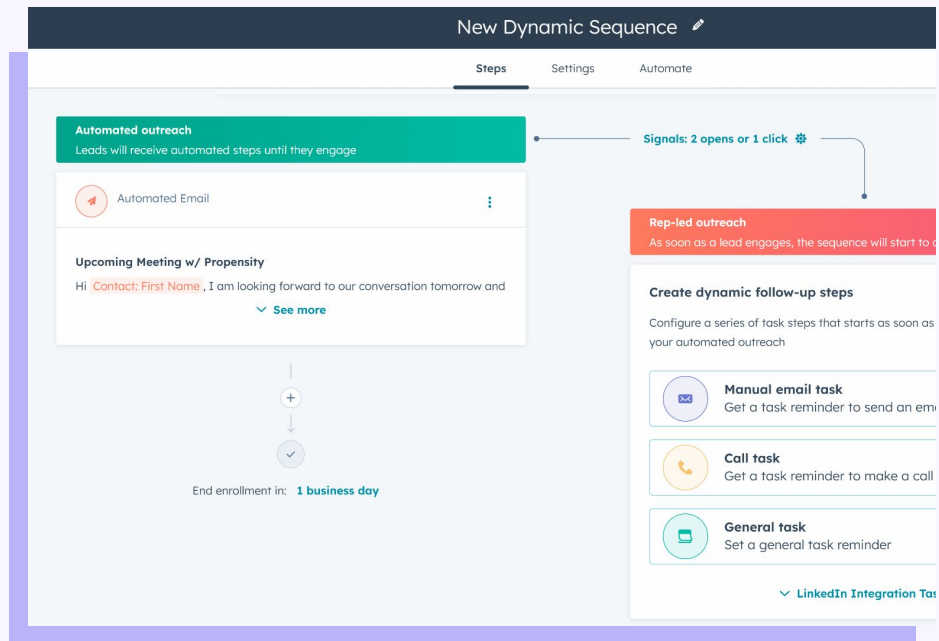 New Dynamic Sequence
Steps
Settings
Automate
Automated outreach
Leads will receive automated steps until they engage
Signals: 2 opens or 1 click
Automated Email
Upcoming Meeting w/ Propensity
Hi Contact: First Name , I am looking forward to our conversation tomorrow and
See more
End enrollment in: 1 business day
Rep-led outreach
As soon as a lead engages, the sequence will start to
Create dynamic follow-up steps
Configure a series of task steps that starts as soon as
your automated outreach
Manual email task
Get a task reminder to send an
Call task
Get a task reminder to make a call
General task
Set a general task reminder
LinkedIn Integration